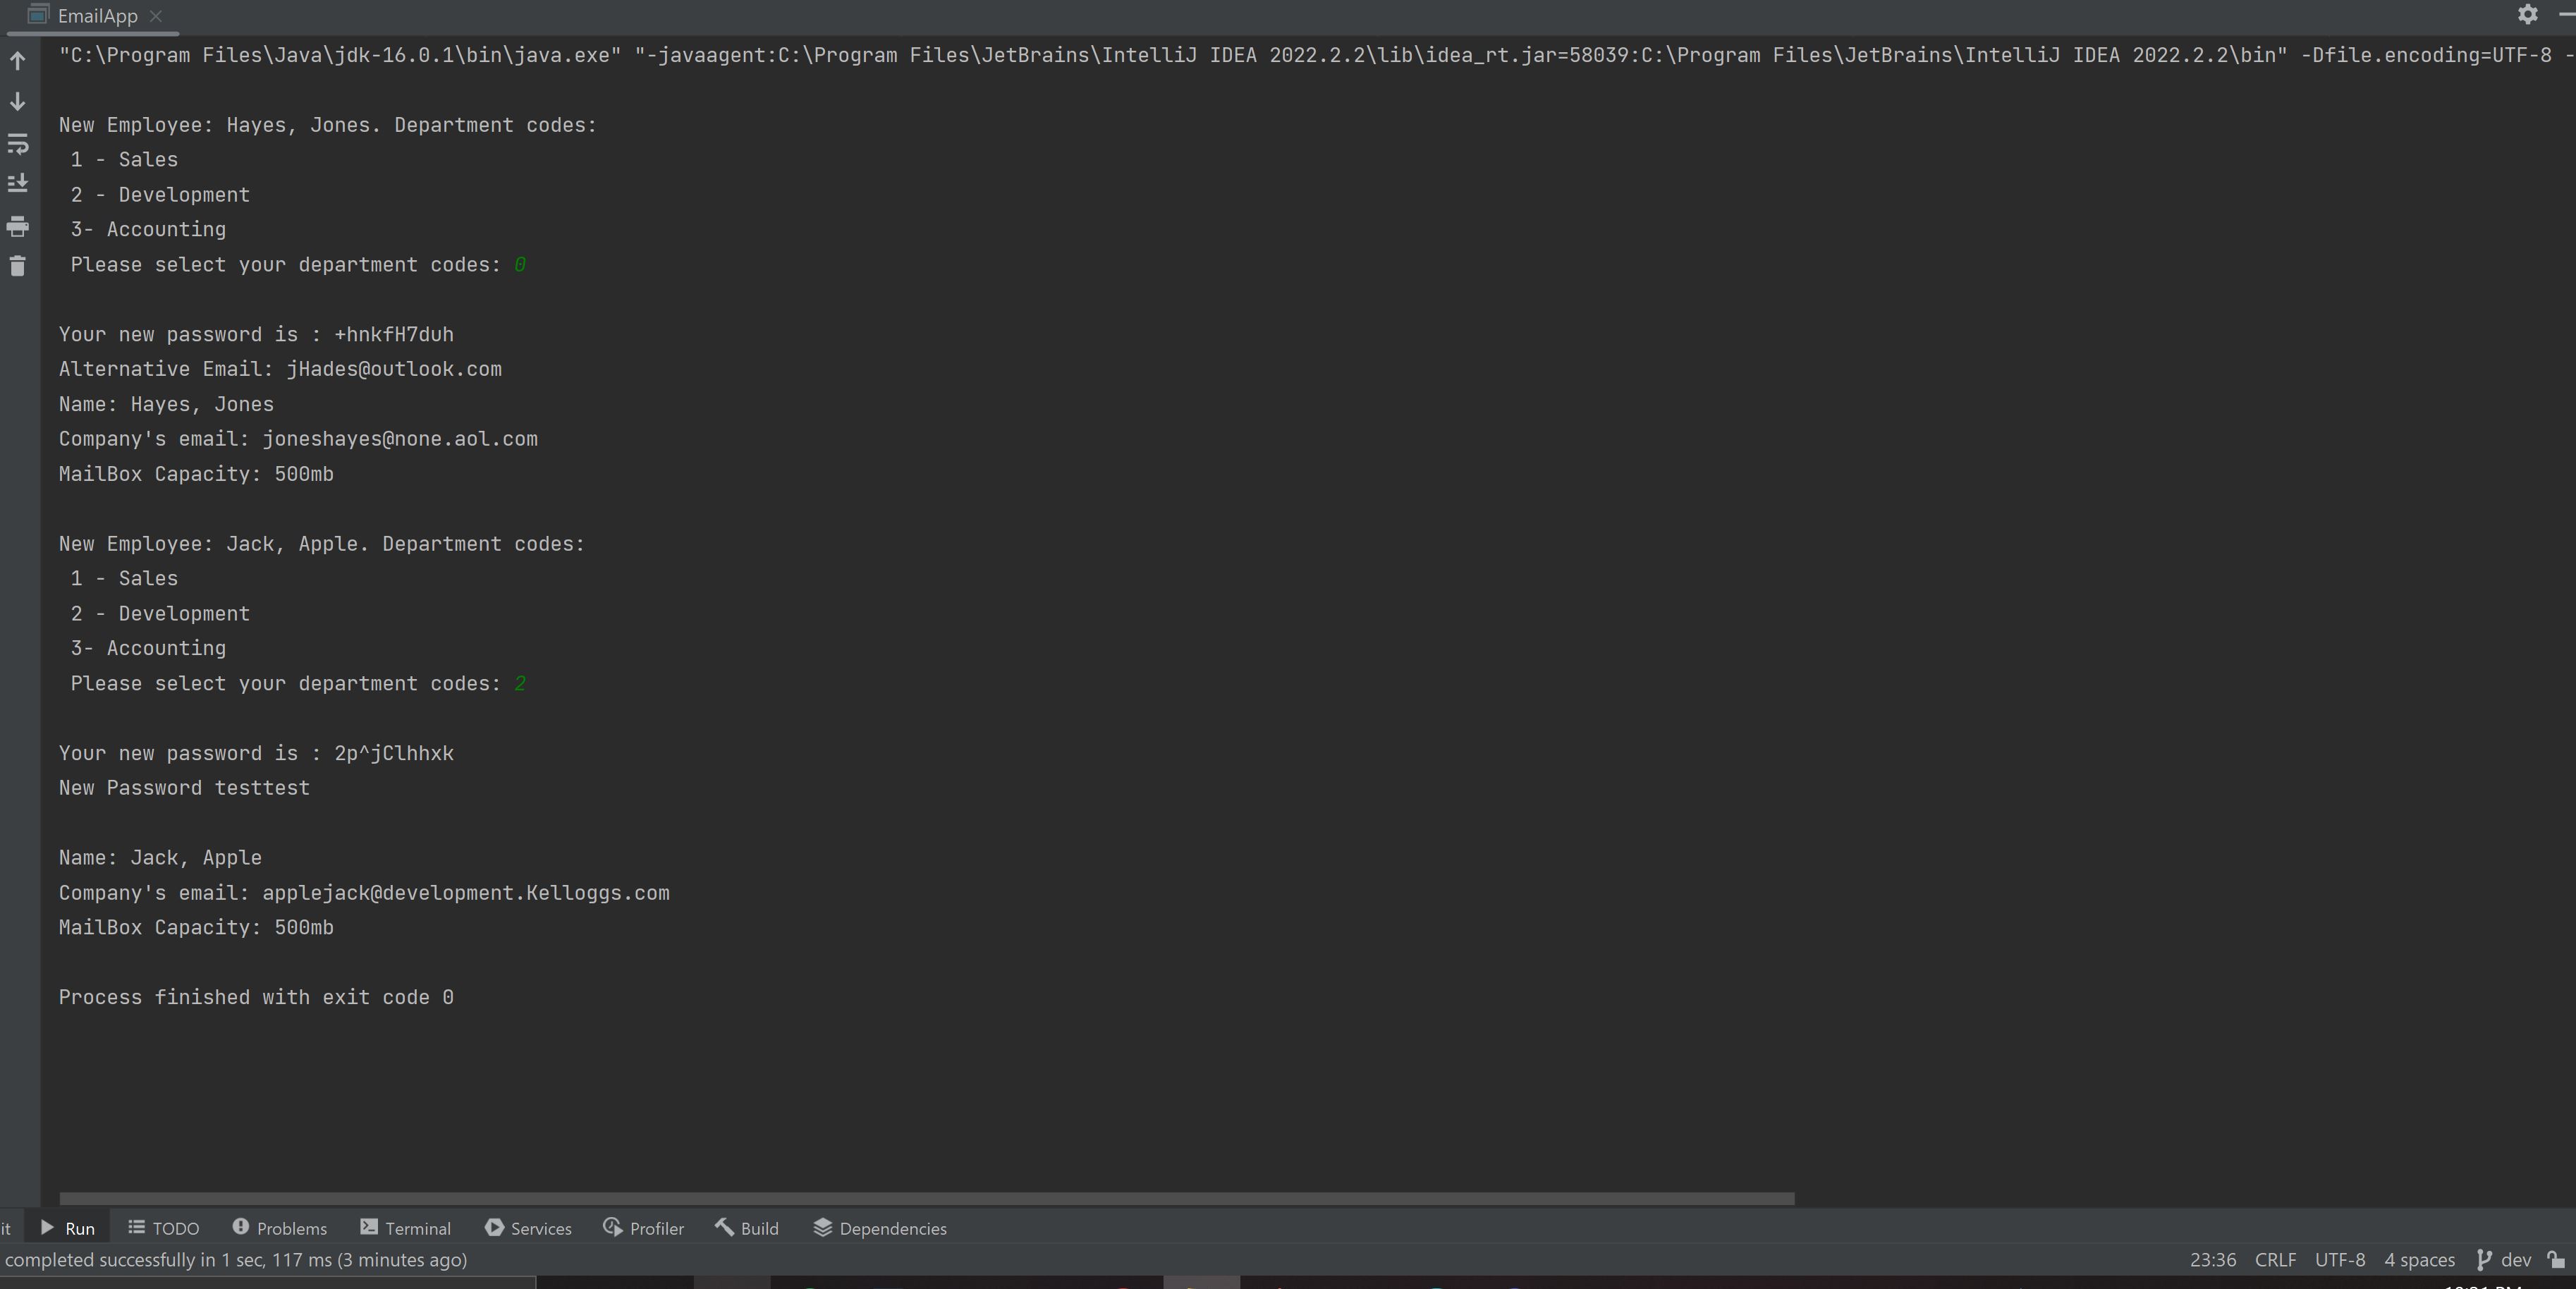 EmailApp
"C:\Program Files\Java\jdk-16.0.1\bin\java.exe" "-javaagent:C:\Program Files\JetBrains\IntelliJ IDEA 2022.2.2\lib\idea_rt.jar=58039:C:\Program Files\JetBrains\IntelliJ IDEA 2022.2.2\bin" -Dfile.encoding=UTF-8 -
New Employee: Hayes, Jones. Department codes:
1 - Sales
2 - Development
3- Accounting
Please select your department codes: 0
Your new password is : +hnkfH7duh
Alternative Email: jHades@outlook.com
Name: Hayes, Jones
Company's email: joneshayes@none.aol.com
MailBox Capacity: 500mb
New Employee: Jack, Apple. Department codes:
1 - Sales
2 - Development
3- Accounting
Please select your department codes: 2
Your new password is : 2p^jClhhxk
New Password testtest
Name: Jack, Apple
Company's email: applejack@development.Kelloggs.com
MailBox Capacity: 500mb
Process finished with exit code 0
it Run TODO Problems Terminal Services Profiler Build Dependencies
completed successfully in 1 sec, 117 ms (3 minutes ago) 23:36 CRLF UTF-8 4 spaces dev